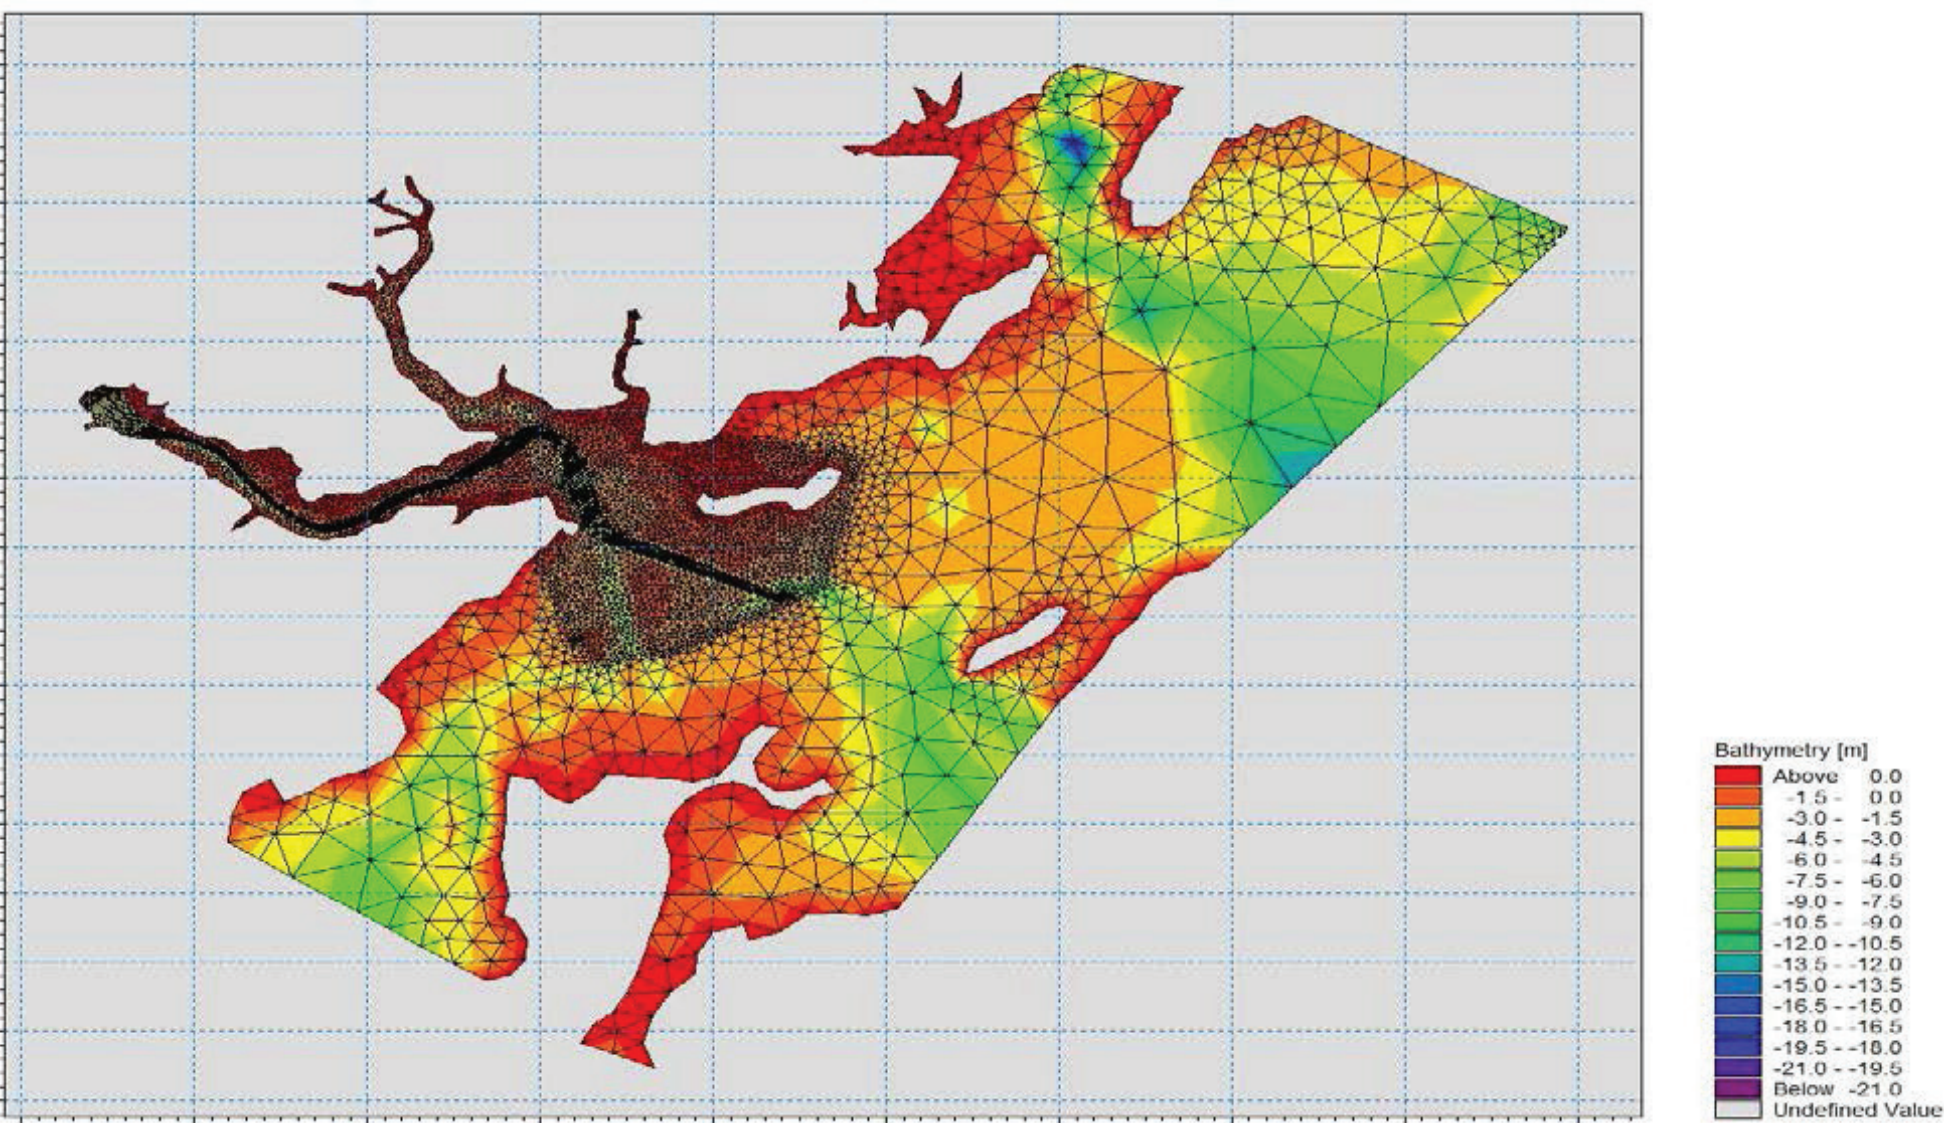 Bathymetry [m]
Above 0.0
-1.5 - 0.0
-3.0 - -1.5
-4.5 - -3.0
-6.0 - -4.5
-7.5 - -6.0
-9.0 - -7.5
-10.5 - -9.0
-12.0 - -10.5
-13.5 - -12.0
-15.0 - -13.5
-16.5 - -15.0
-18.0 - -16.5
-19.5 - -18.0
-21.0 - -19.5
Below -21.0
Undefined Value